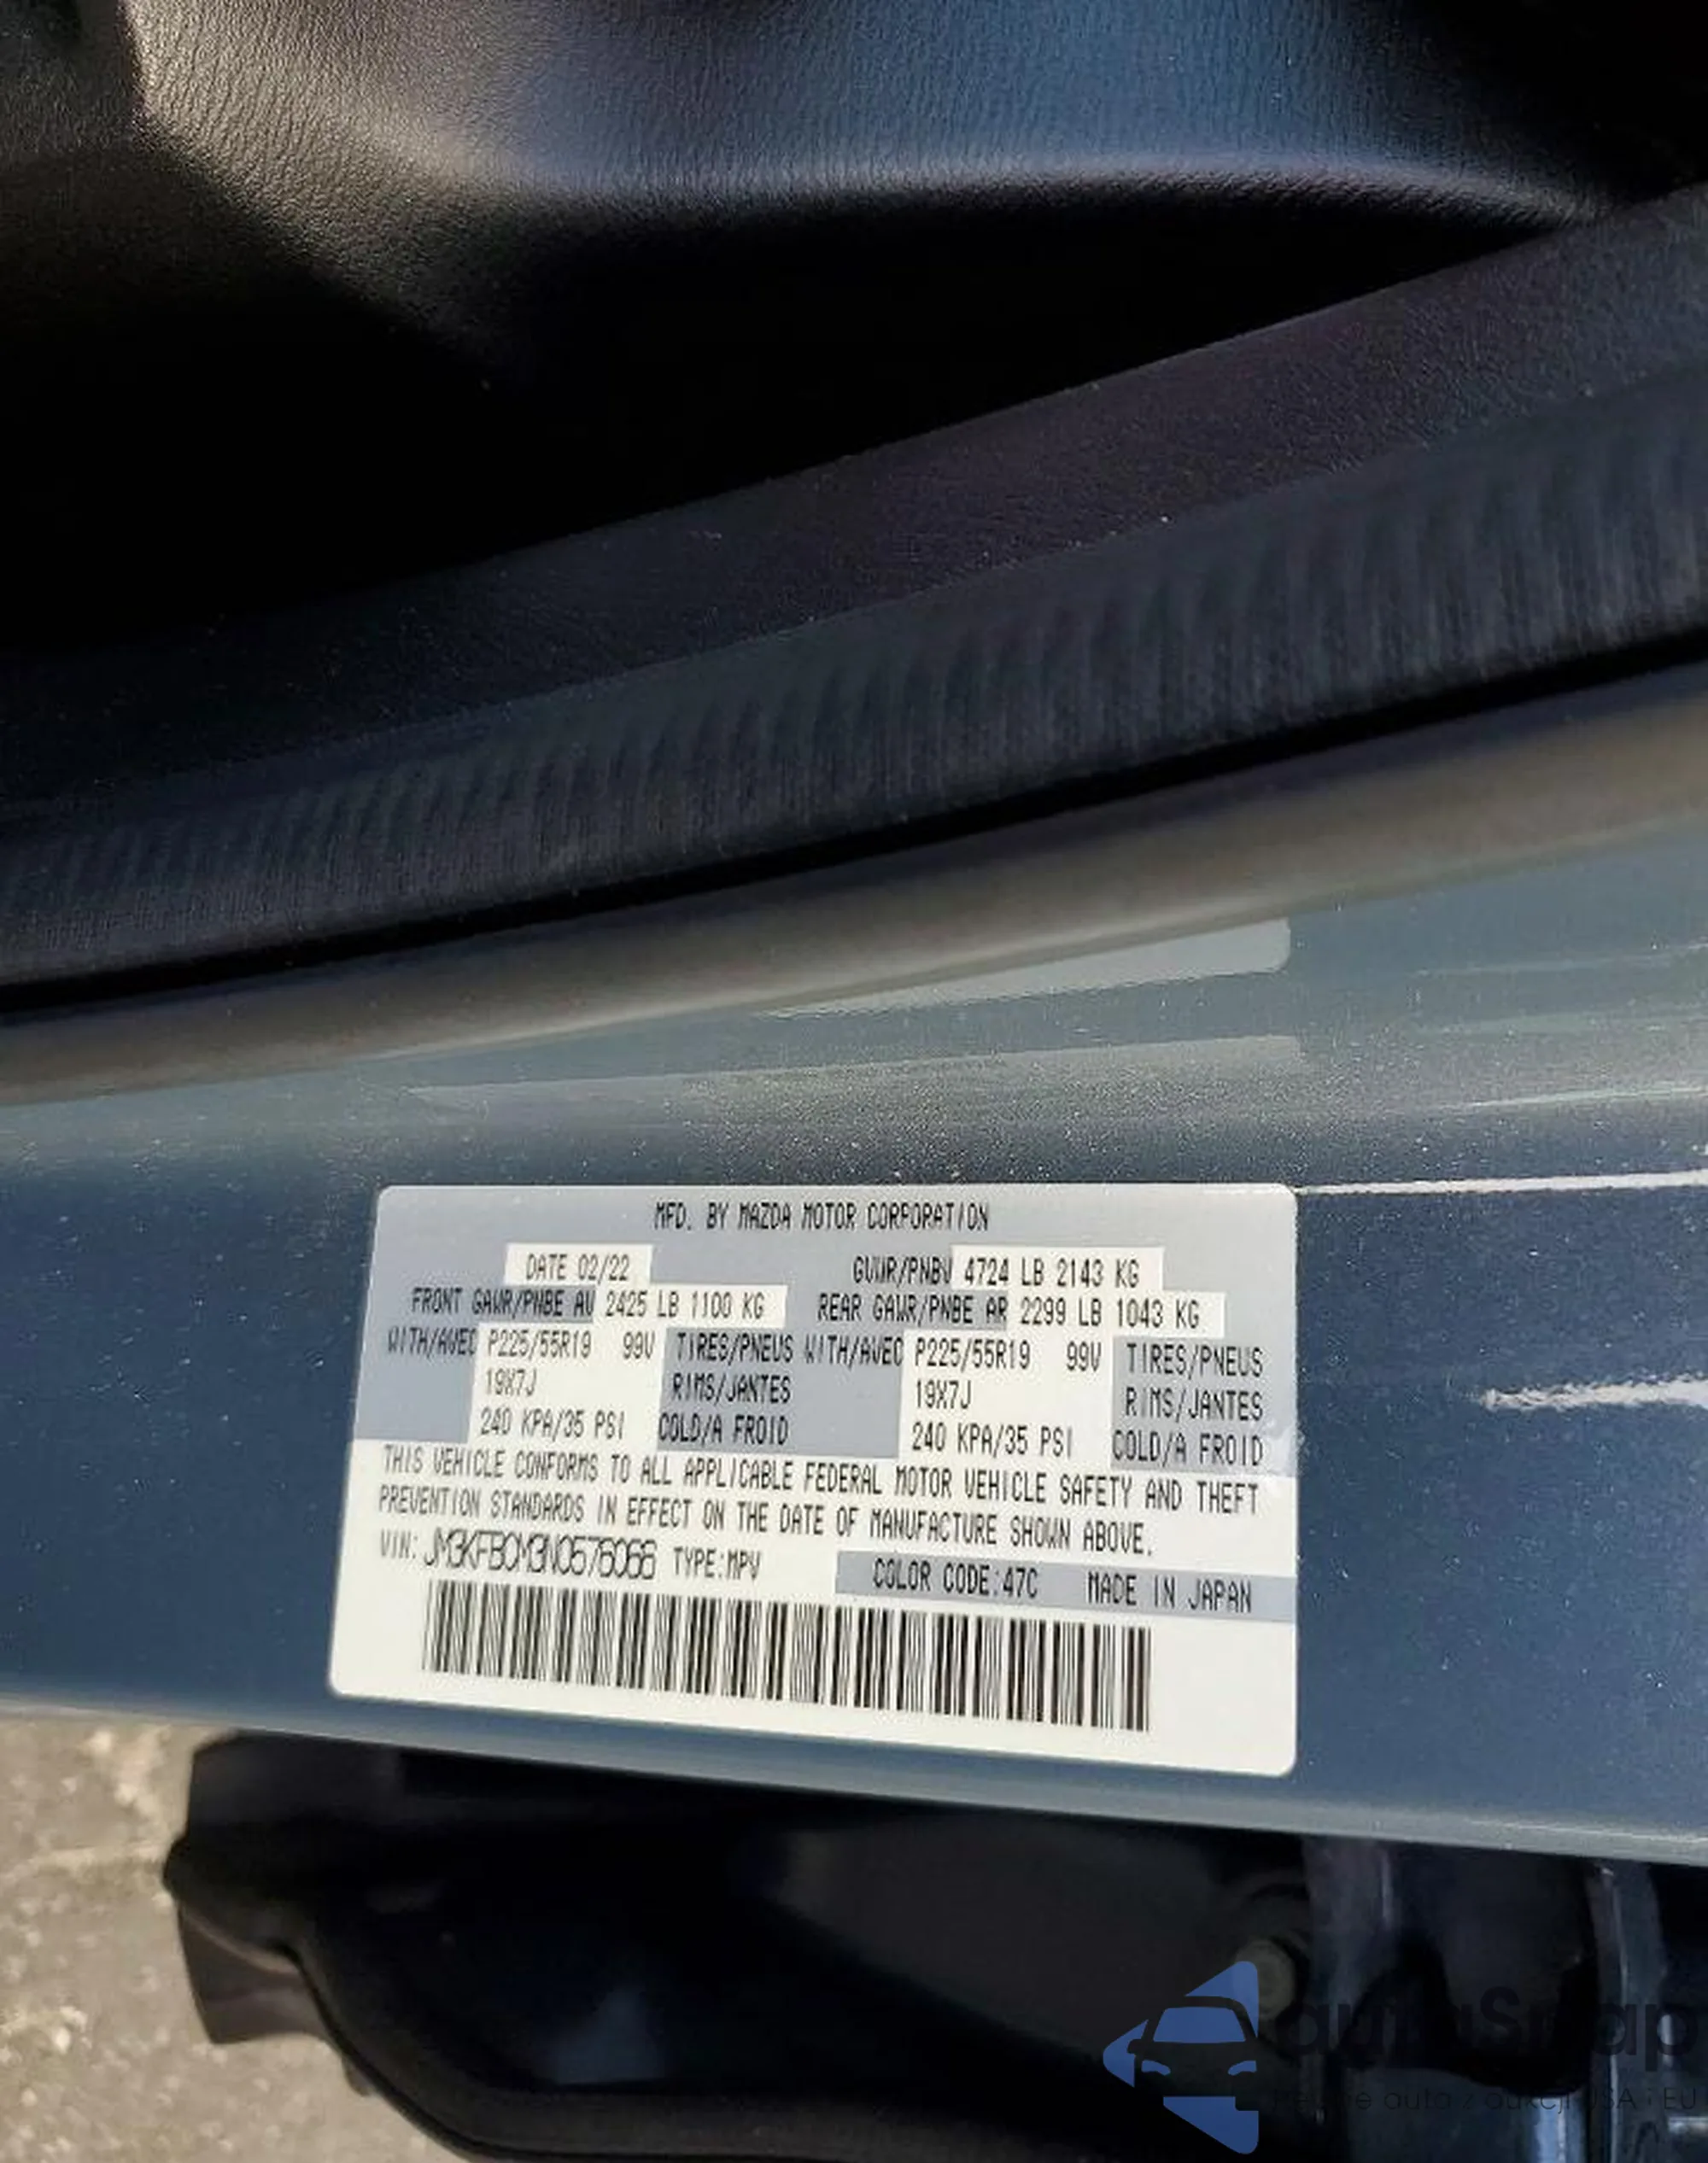 MFD. BY MAZDA MOTOR CORPORATION
DATE 02/22 GVWR/PNBV 4724 LB 2143 KG
FRONT GAWR/PNBE AV 2425 LB 1100 KG REAR GAWR/PNBE AR 2299 LB 1043 KG
WITH/AVEC P225/55R19 99V TIRES/PNEUS WITH/AVEC P225/55R19 99V TIRES/PNEUS
19X7J RIMS/JANTES 19X7J RIMS/JANTES
240 KPA/35 PSI COLD/A FROID 240 KPA/35 PSI COLD/A FROID
THIS VEHICLE CONFORMS TO ALL APPLICABLE FEDERAL MOTOR VEHICLE SAFETY AND THEFT
PREVENTION STANDARDS IN EFFECT ON THE DATE OF MANUFACTURE SHOWN ABOVE.
VIN: JM3KFBCM3N0576066 TYPE:MPV COLOR CODE:47C MADE IN JAPAN
auta z aukcji USA i EU